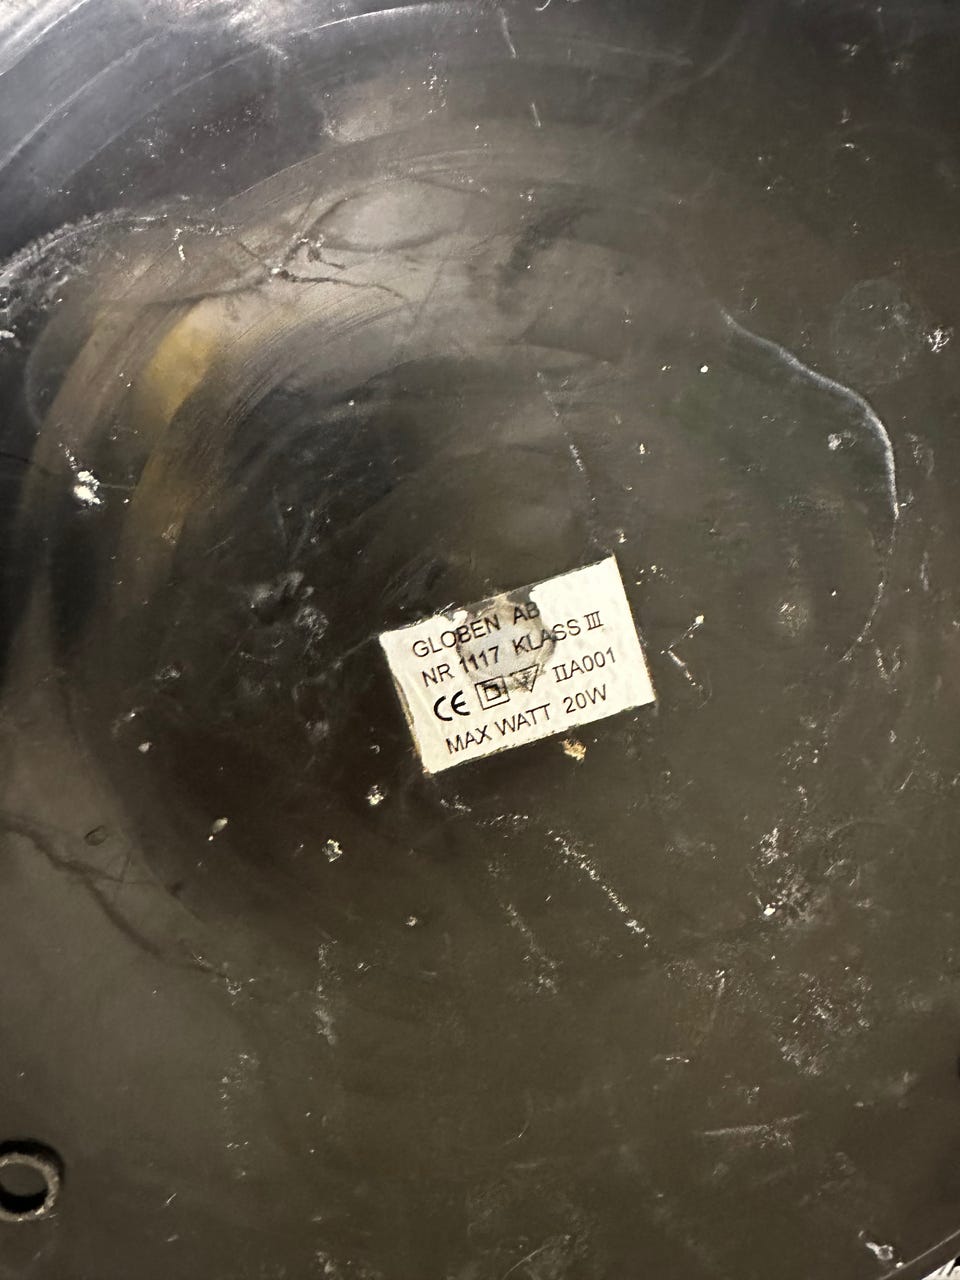 GLOBEN AB
NR 1117 KLASS III
CE IIA001
MAX WATT 20W